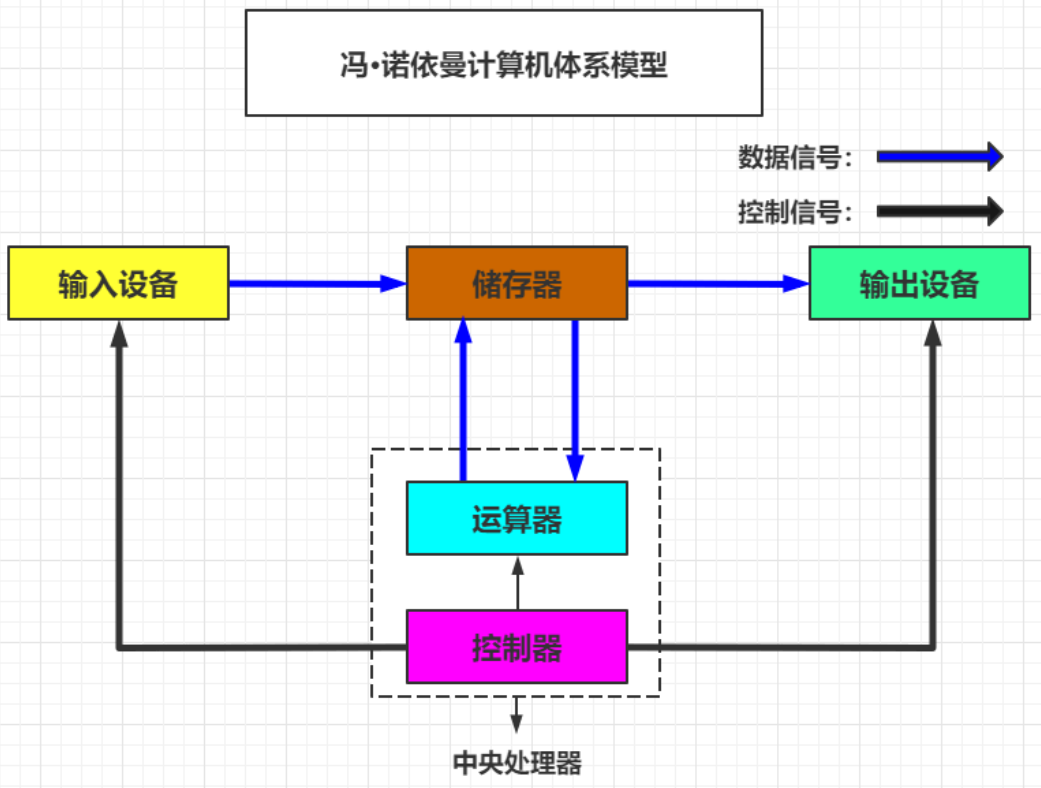 冯•诺依曼计算机体系模型
数据信号：
控制信号：
输入设备
储存器
输出设备
运算器
控制器
中央处理器